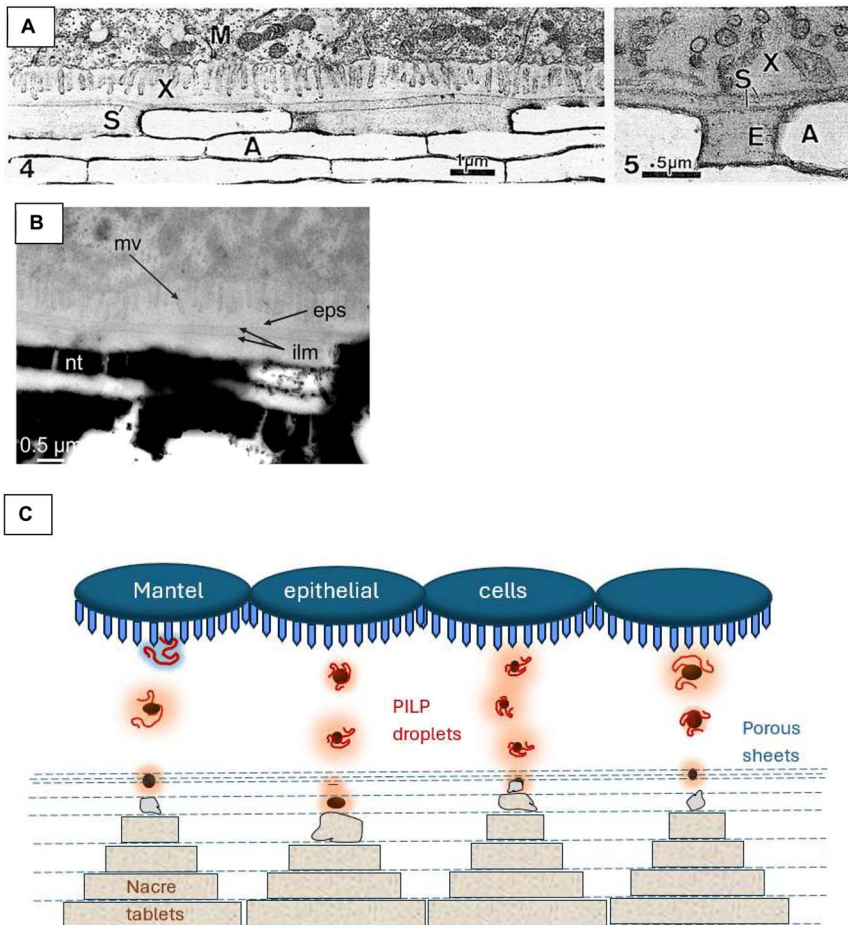 A
M
X
S
A
4
1μm
X
S
E
A
5
.5μm
B
mv
eps
ilm
nt
0.5 μm
C
Mantel epithelial cells
PILP
droplets
Porous
sheets
Nacre
tablets